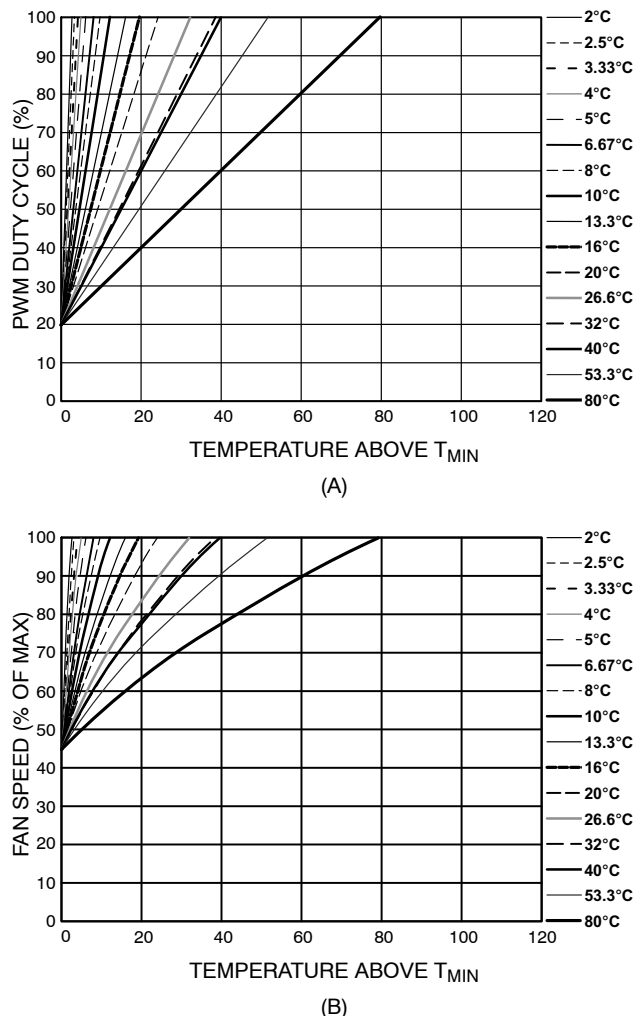 PWM DUTY CYCLE (%)
100
90
80
70
60
50
40
30
20
10
0
0 20 40 60 80 100 120
TEMPERATURE ABOVE TMIN
(A)
2°C
2.5°C
3.33°C
4°C
5°C
6.67°C
8°C
10°C
13.3°C
16°C
20°C
26.6°C
32°C
40°C
53.3°C
80°C
FAN SPEED (% OF MAX)
100
90
80
70
60
50
40
30
20
10
0
0 20 40 60 80 100 120
TEMPERATURE ABOVE TMIN
(B)
2°C
2.5°C
3.33°C
4°C
5°C
6.67°C
8°C
10°C
13.3°C
16°C
20°C
26.6°C
32°C
40°C
53.3°C
80°C